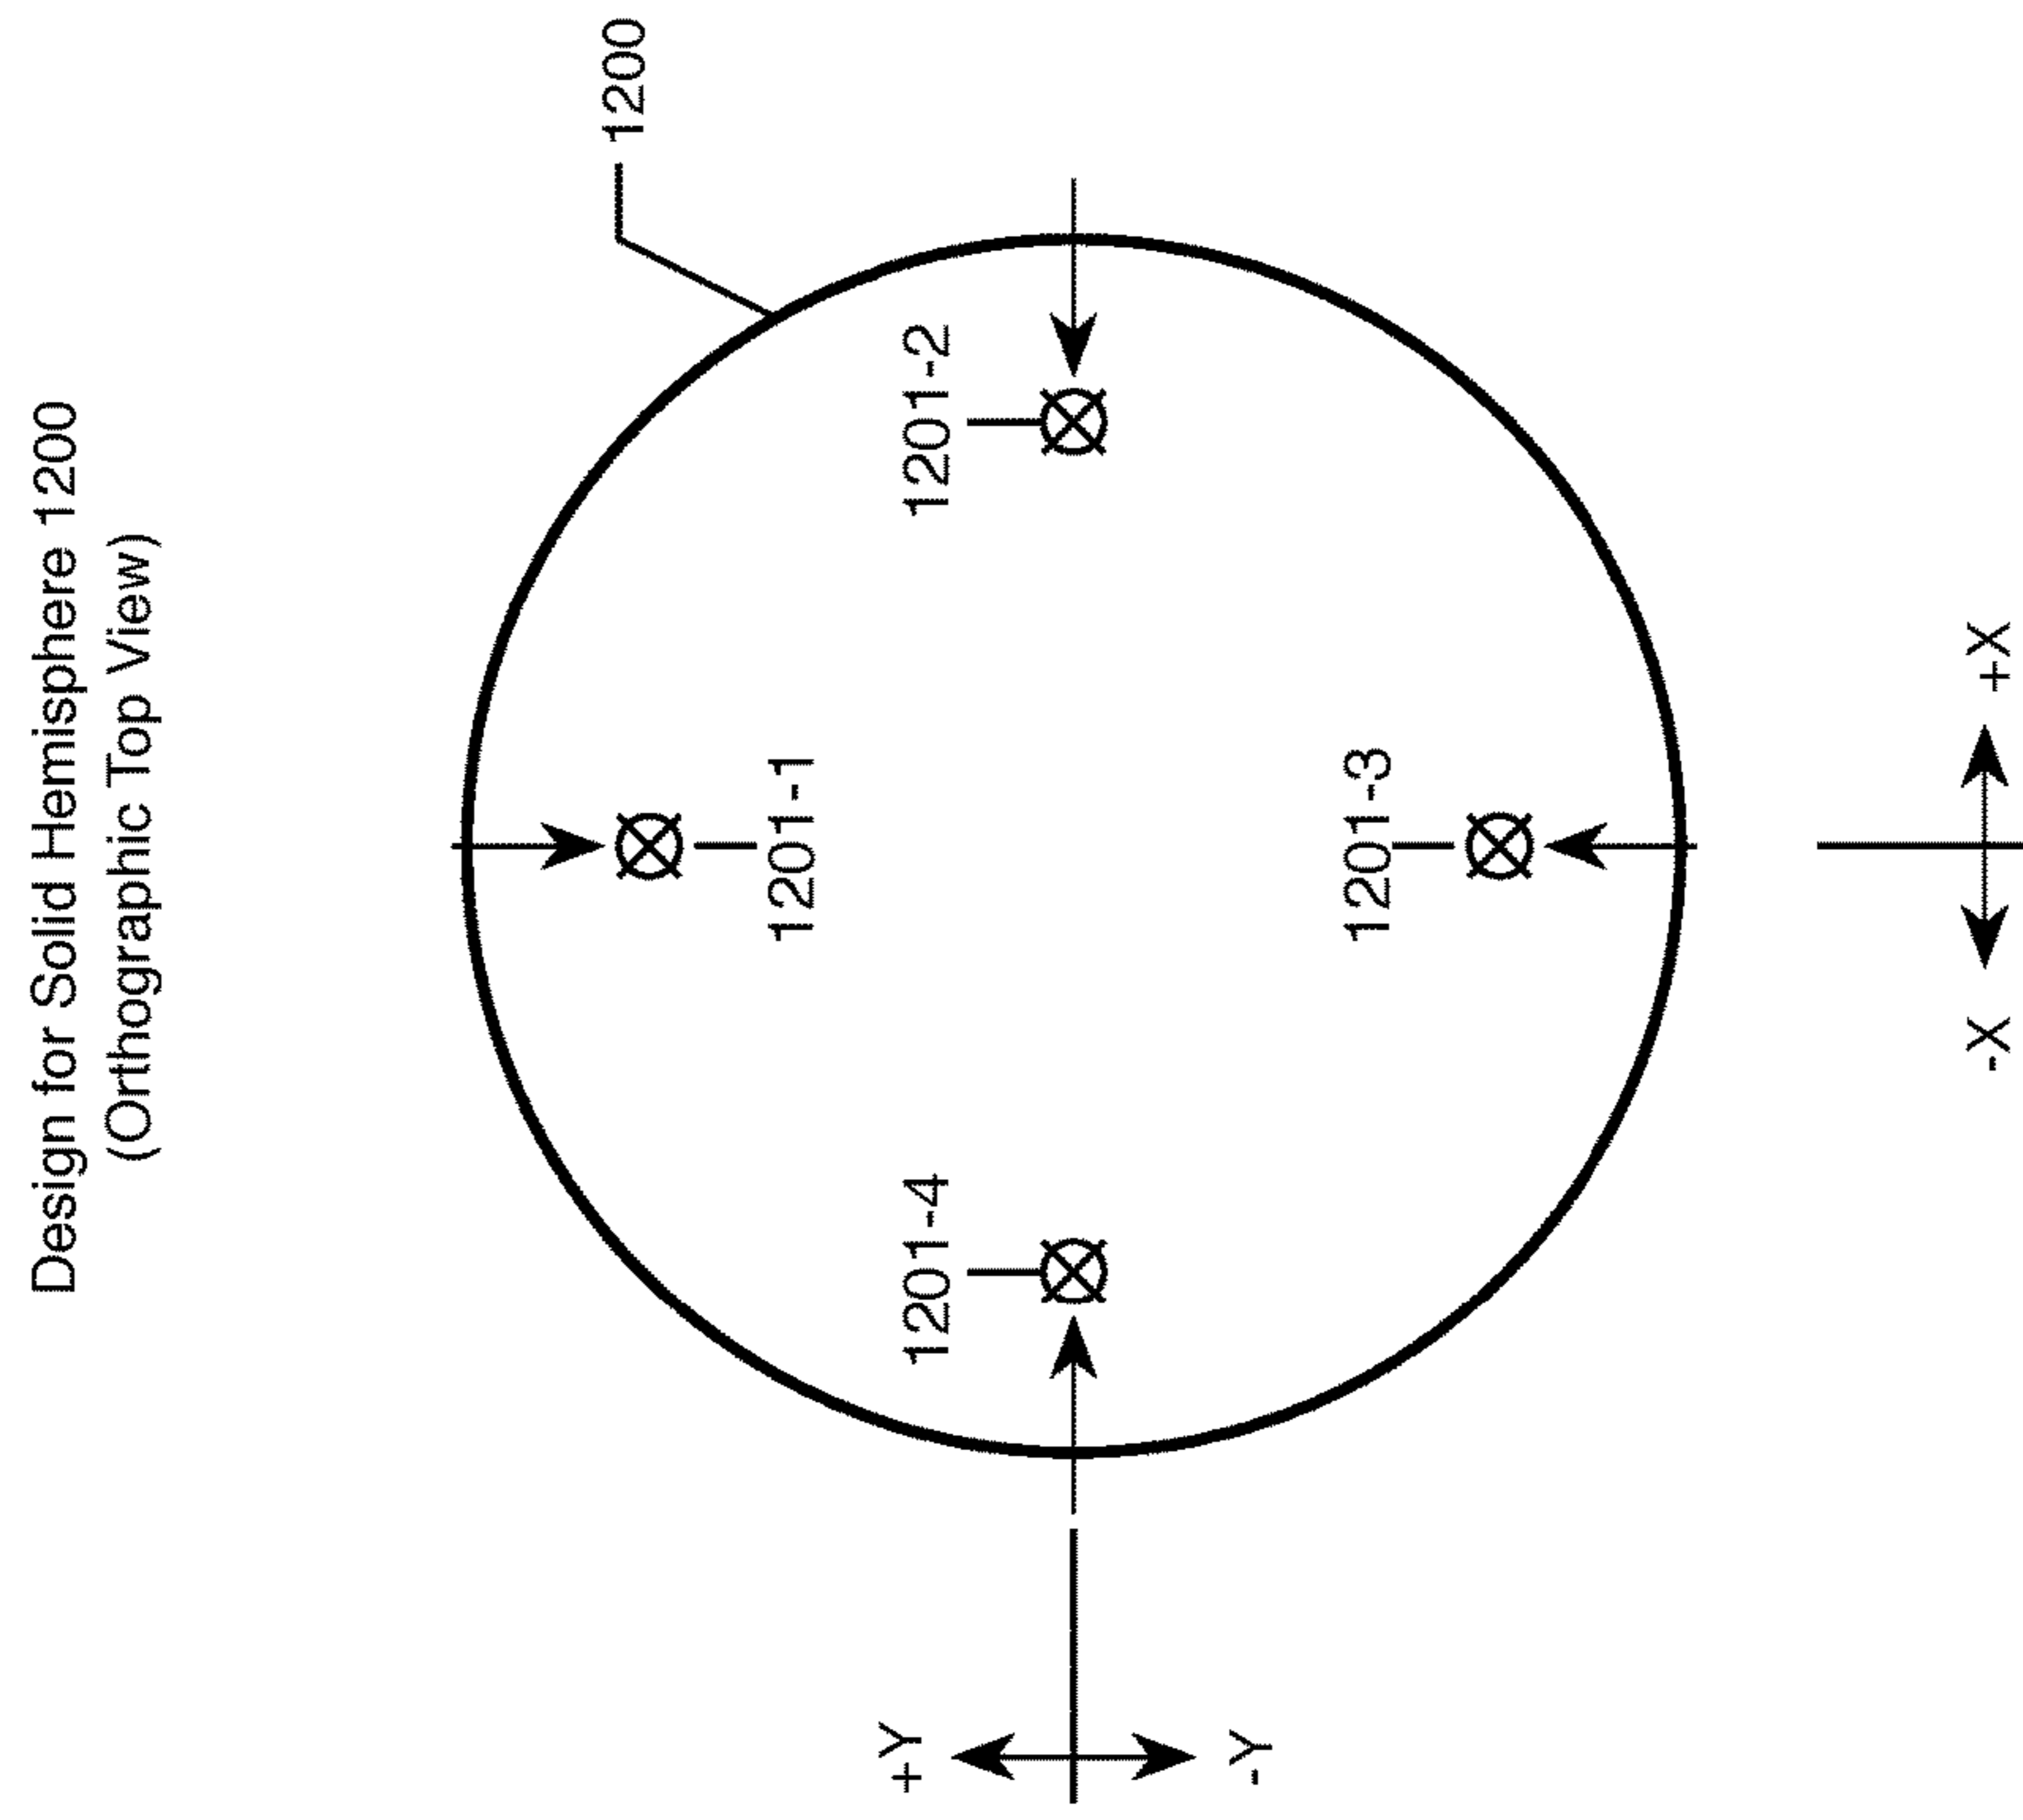 Design for Solid Hemisphere 1200
(Orthographic Top View)
1200
1201-1
1201-4
1201-2
1201-3
+Y
-Y
-X
+X